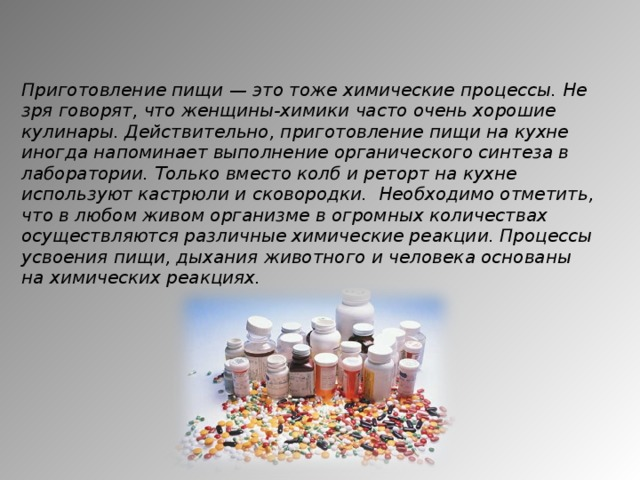 Приготовление пищи — это тоже химические процессы. Не
зря говорят, что женщины-химики часто очень хорошие
кулинары. Действительно, приготовление пищи на кухне
иногда напоминает выполнение органического синтеза в
лаборатории. Только вместо колб и реторт на кухне
используют кастрюли и сковородки.  Необходимо отметить,
что в любом живом организме в огромных количествах
осуществляются различные химические реакции. Процессы
усвоения пищи, дыхания животного и человека основаны
на химических реакциях.